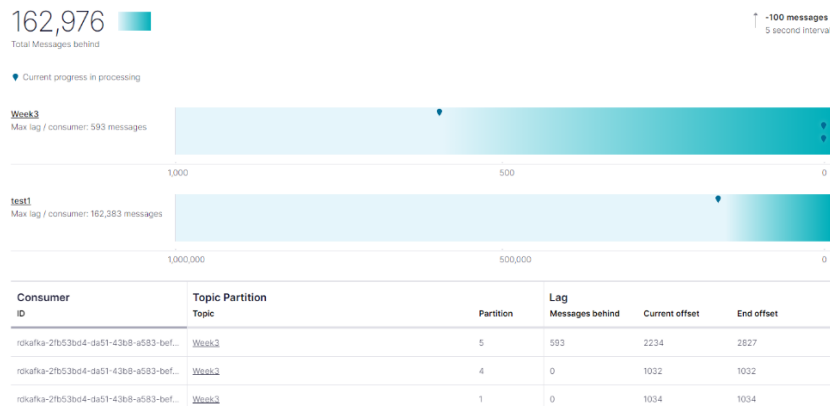 162,976
Total Messages behind
-100 messages
5 second interval
Current progress in processing
Week3
Max lag / consumer: 593 messages
1,000 500 0
test1
Max lag / consumer: 162,383 messages
1,000,000 500,000 0
Consumer Topic Partition Lag
ID Topic Partition Messages behind Current offset End offset
rdkafka-2fb53bd4-da51-43b8-a583-bef... Week3 5 593 2234 2827
rdkafka-2fb53bd4-da51-43b8-a583-bef... Week3 4 0 1032 1032
rdkafka-2fb53bd4-da51-43b8-a583-bef... Week3 1 0 1034 1034